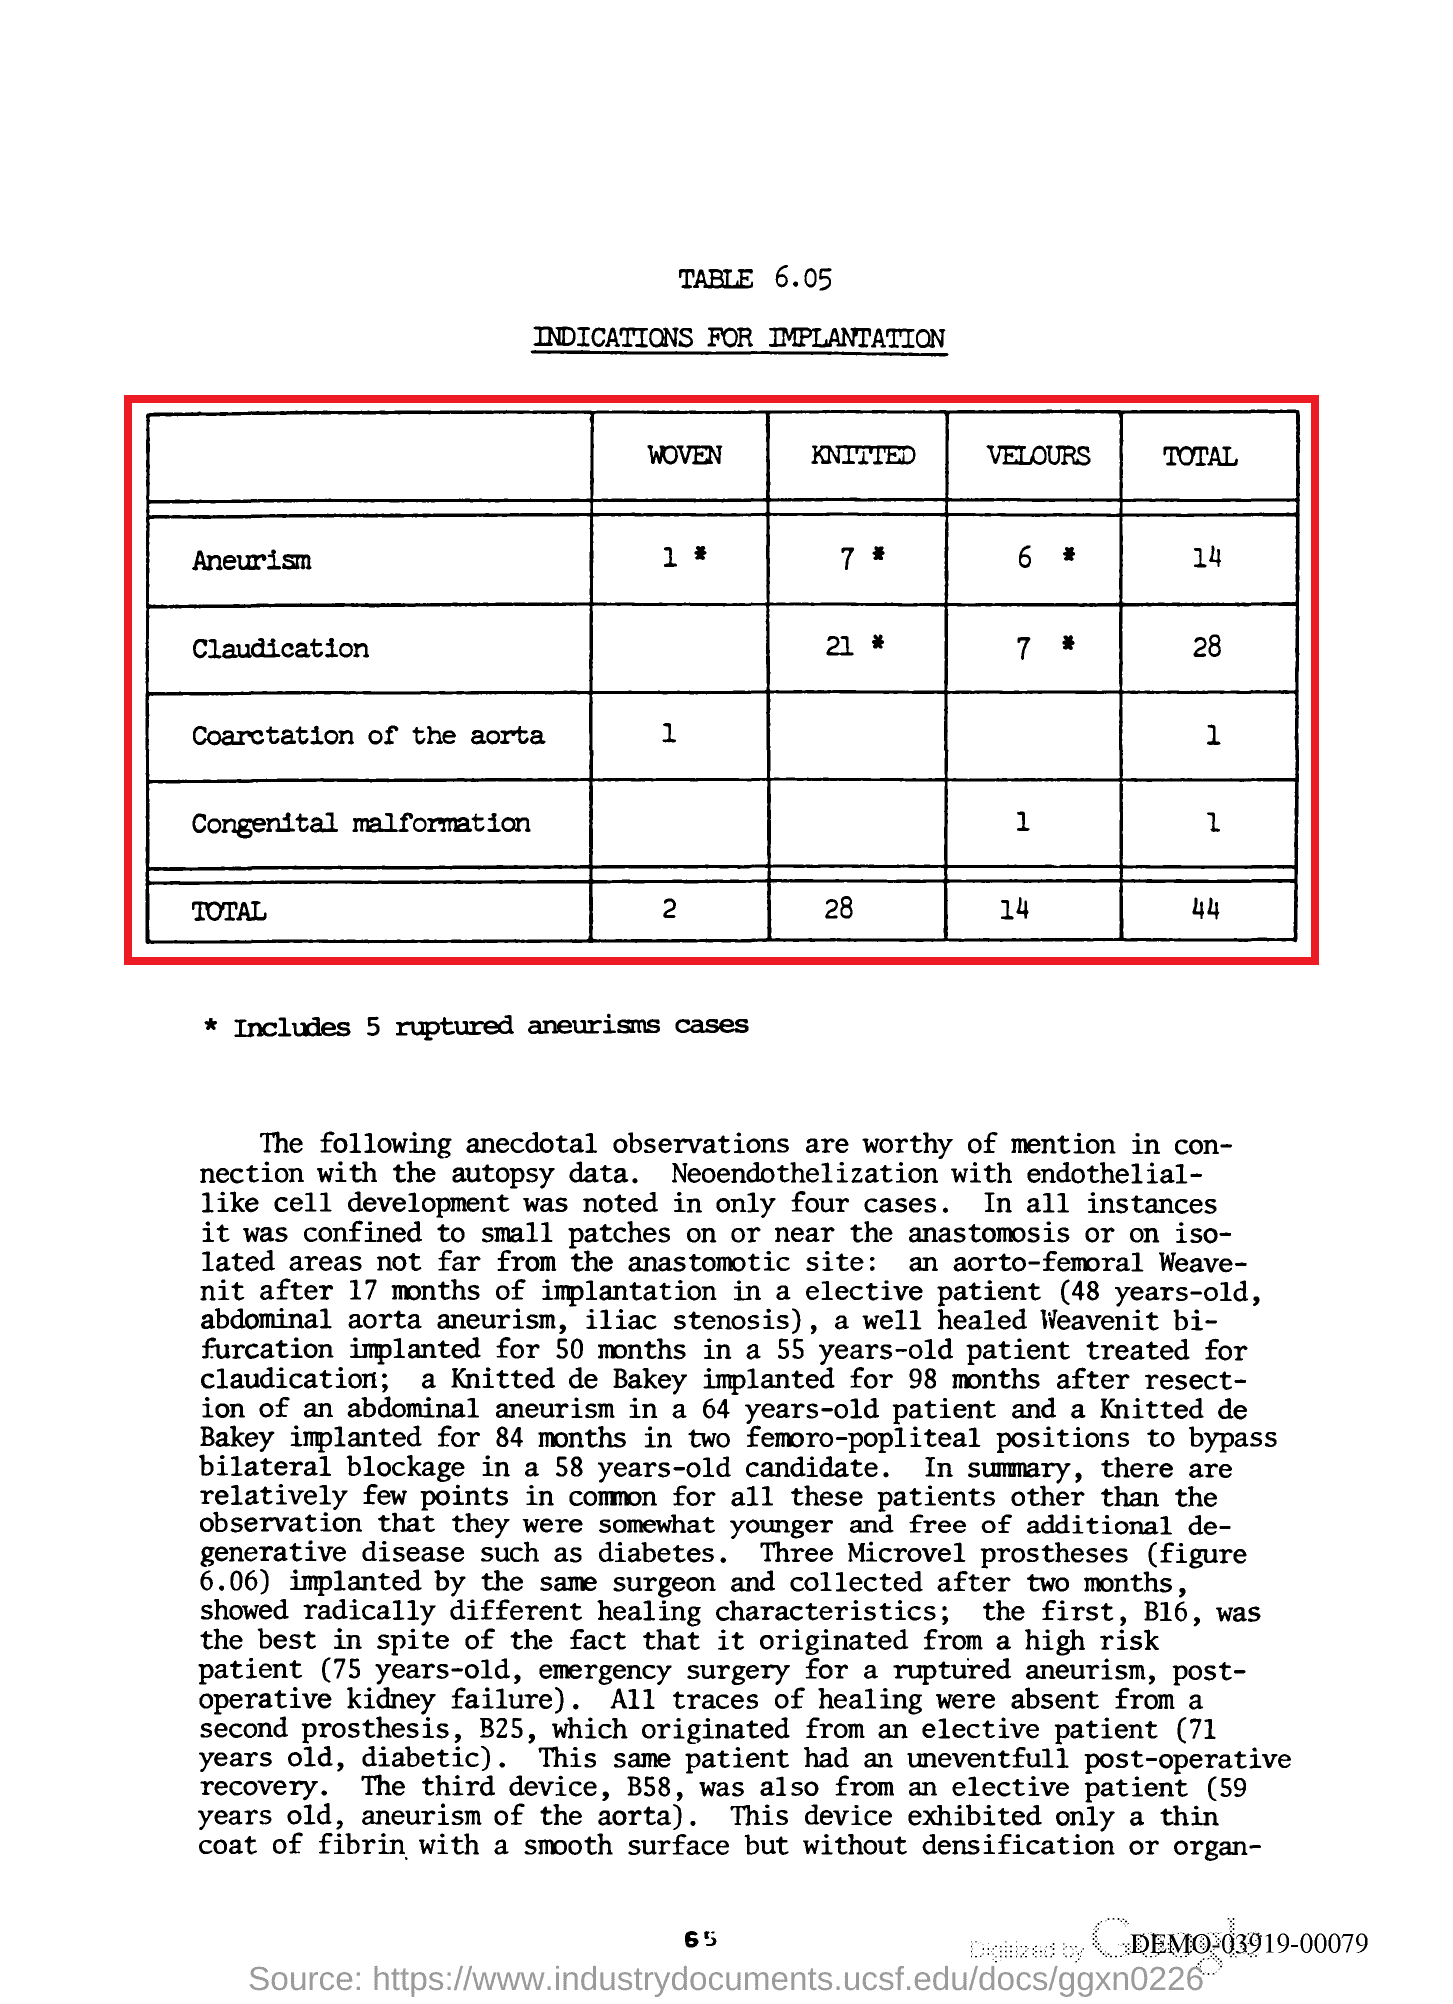 TABLE 6.05
INDICATIONS FOR IMPLANTATION
WOVEN KNITTED VELOURS TOTAL
Aneurism 1 * 7 * 6 * 14
Claudication 21 * 7 * 28
Coarctation of the aorta 1 1
Congenital malformation 1 1
TOTAL 2 28 14 44
* Includes 5 ruptured aneurisms cases
The following anecdotal observations are worthy of mention in con-
nection with the autopsy data. Neoendothelization with endothelial-
like cell development was noted in only four cases. In all instances
it was confined to small patches on or near the anastomosis or on iso-
lated areas not far from the anastomotic site: an aorto-femoral Weave-
nit after 17 months of implantation in a elective patient (48 years-old,
abdominal aorta aneurism, iliac stenosis), a well healed Weavenit bi-
furcation implanted for 50 months in a 55 years-old patient treated for
claudication; a Knitted de Bakey implanted for 98 months after resect-
ion of an abdominal aneurism in a 64 years-old patient and a Knitted de
Bakey implanted for 84 months in two femoro-popliteal positions to bypass
bilateral blockage in a 58 years-old candidate. In summary, there are
relatively few points in common for all these patients other than the
observation that they were somewhat younger and free of additional de-
generative disease such as diabetes. Three Microvel prostheses (figure
6.06) implanted by the same surgeon and collected after two months,
showed radically different healing characteristics; the first, B16, was
the best in spite of the fact that it originated from a high risk
patient (75 years-old, emergency surgery for a ruptured aneurism, post-
operative kidney failure). All traces of healing were absent from a
second prosthesis, B25, which originated from an elective patient (71
years old, diabetic). This same patient had an uneventfull post-operative
recovery. The third device, B58, was also from an elective patient (59
years old, aneurism of the aorta). This device exhibited only a thin
coat of fibrin with a smooth surface but without densification or organ-
65
Digitized by Google
DEMO-03919-00079
Source: https://www.industrydocuments.ucsf.edu/docs/ggxn0226